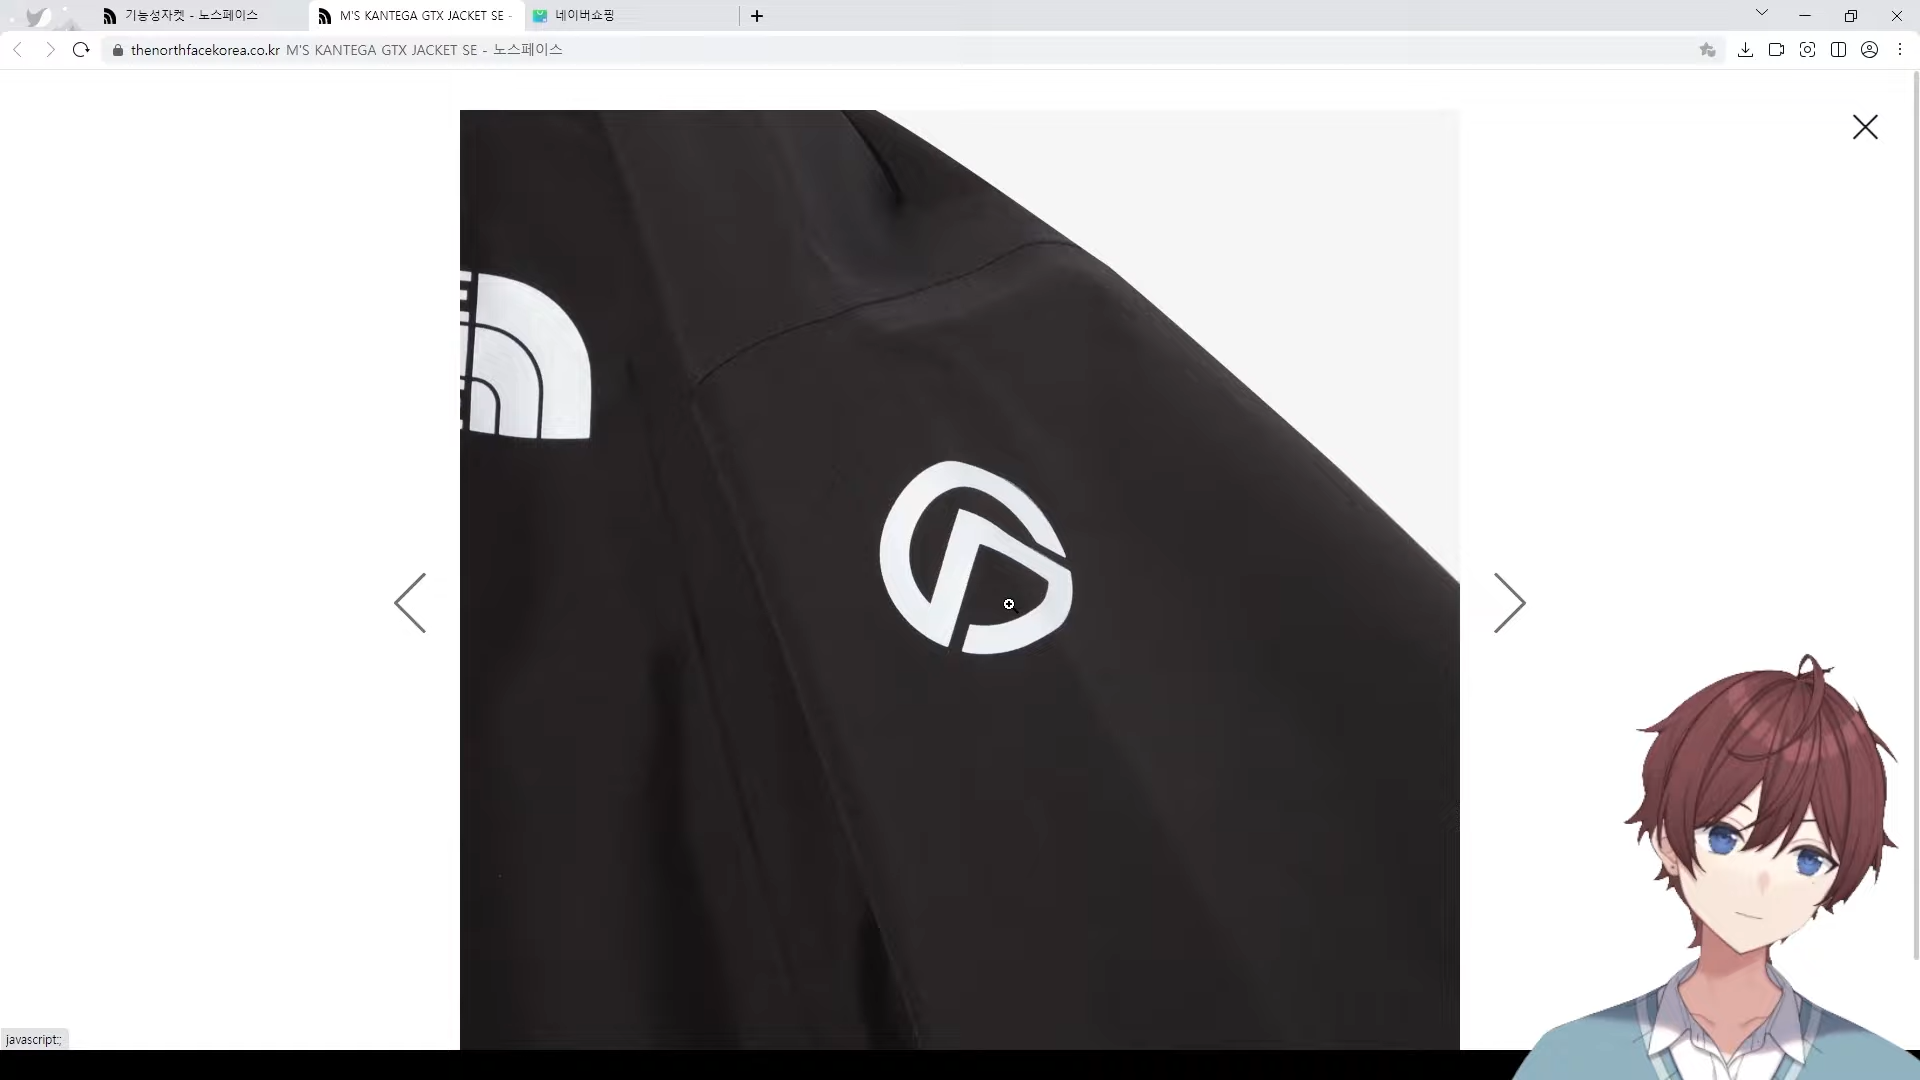 기능성자켓 - 노스페이스
M'S KANTEGA GTX JACKET SE -
네이버쇼핑
thenorthfacekorea.co.kr M'S KANTEGA GTX JACKET SE - 노스페이스
javascript:;